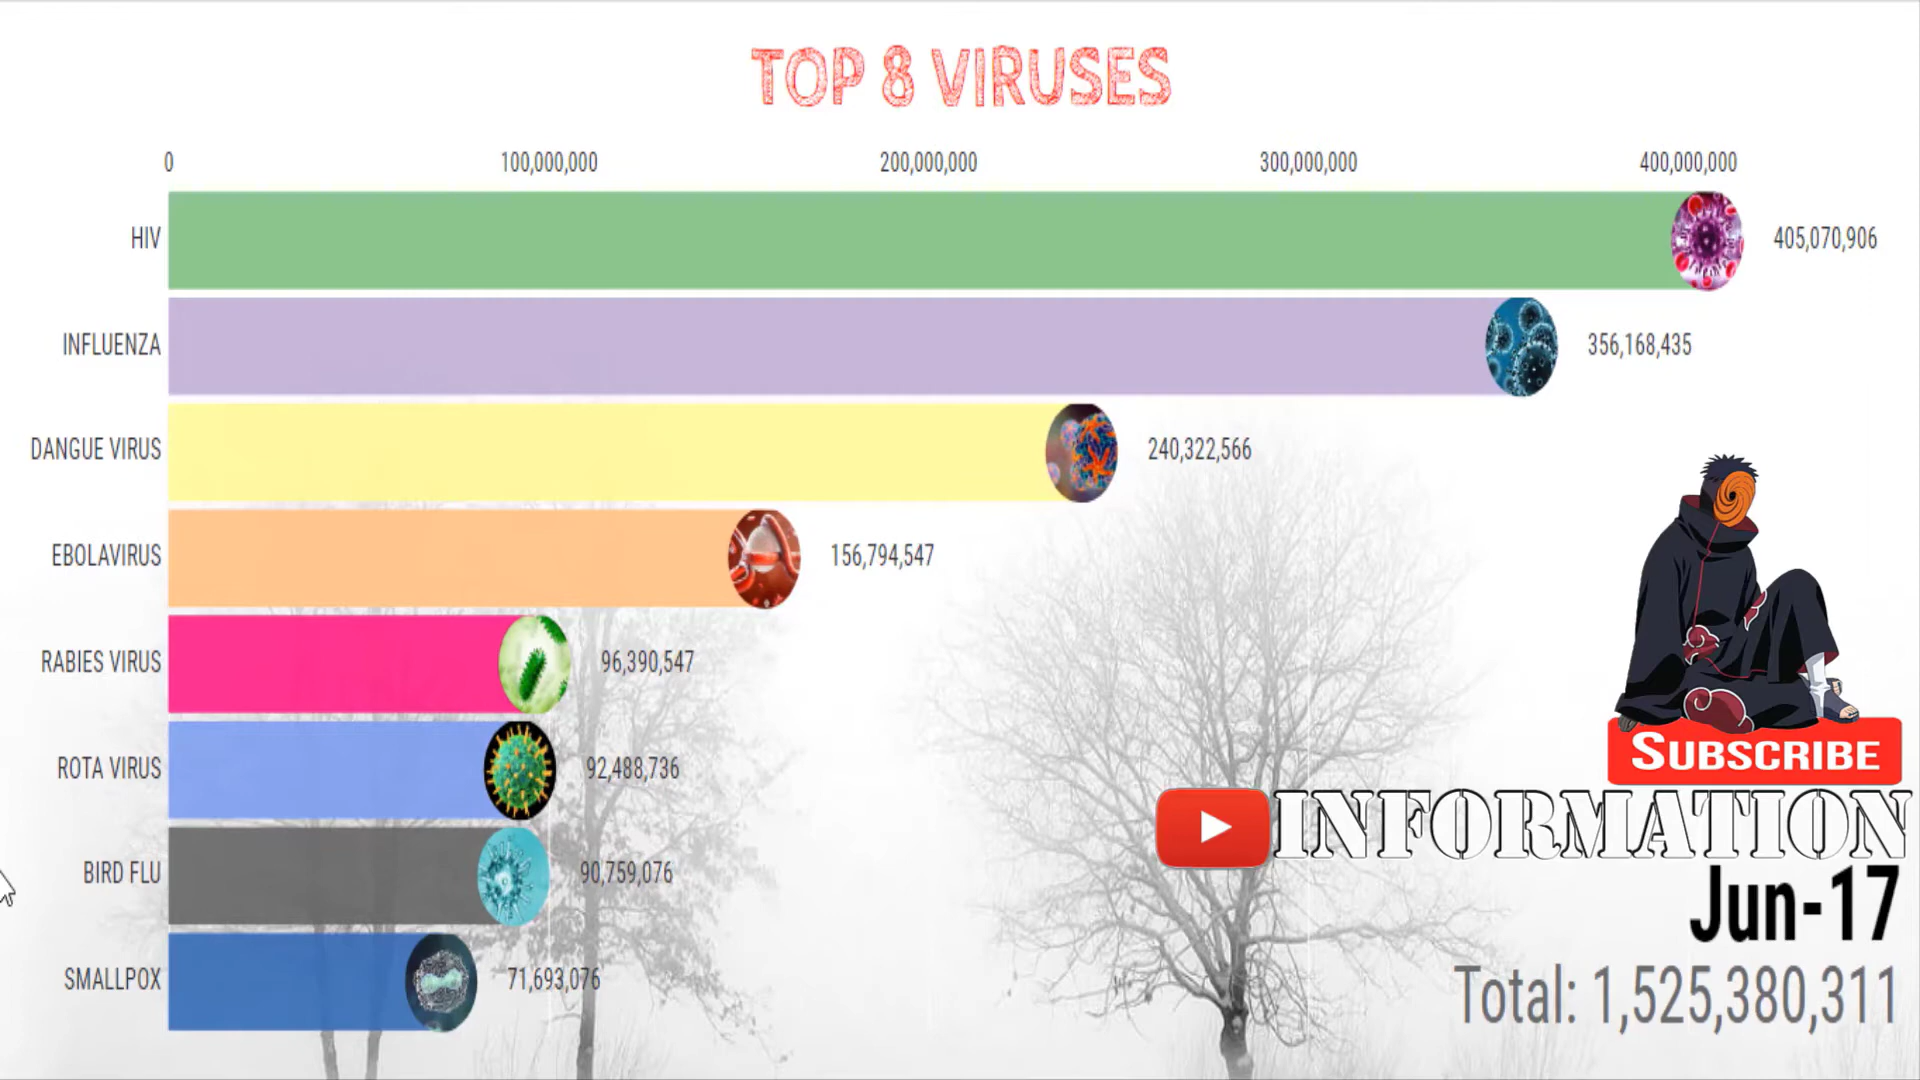 TOP 8 VIRUSES
0 100,000,000 200,000,000 300,000,000 400,000,000
HIV 405,070,906
INFLUENZA 356,168,435
DANGUE VIRUS 240,322,566
EBOLAVIRUS 156,794,547
RABIES VIRUS 96,390,547
ROTA VIRUS 92,488,736
BIRD FLU 90,759,076
SMALLPOX 71,693,076
SUBSCRIBE
INFORMATION
Jun-17
Total: 1,525,380,311